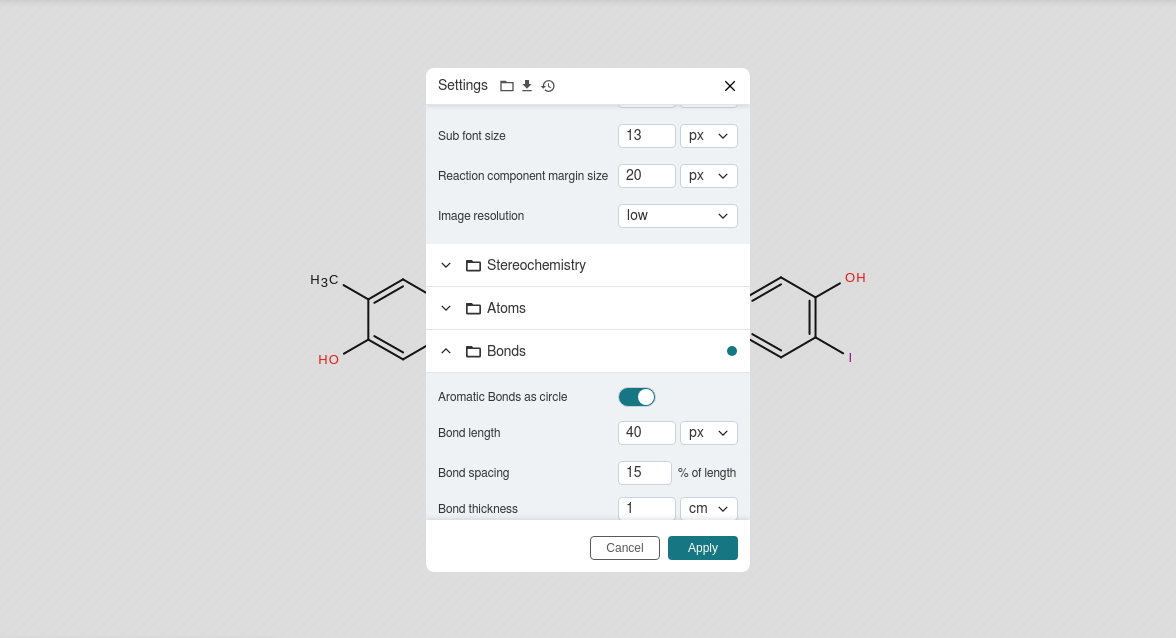 Settings
Sub font size 13 px
Reaction component margin size 20 px
Image resolution low
Stereochemistry
H3C
OH
Atoms
Bonds
HO
I
Aromatic Bonds as circle
Bond length 40 px
Bond spacing 15 % of length
Bond thickness 1 cm
Cancel Apply